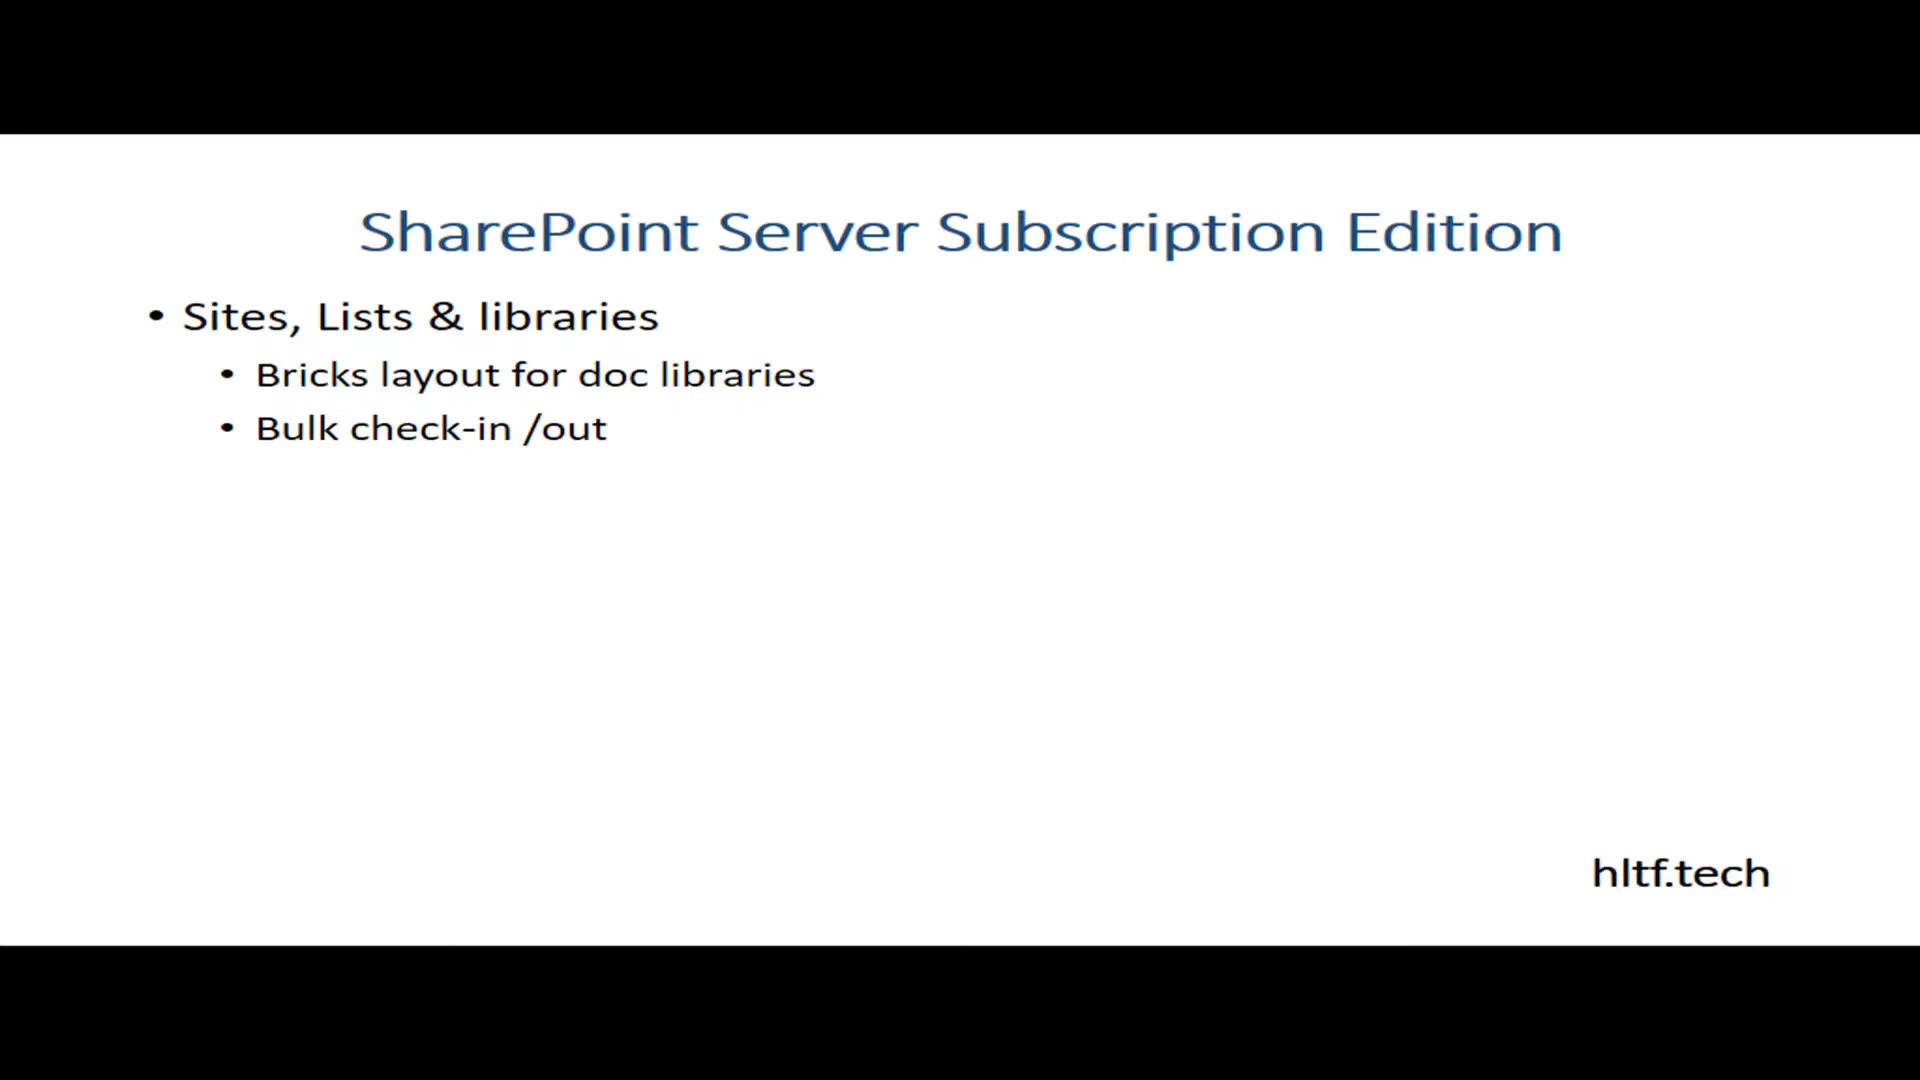 SharePoint Server Subscription Edition
• Sites, Lists & libraries
• Bricks layout for doc libraries
• Bulk check-in /out
hltf.tech